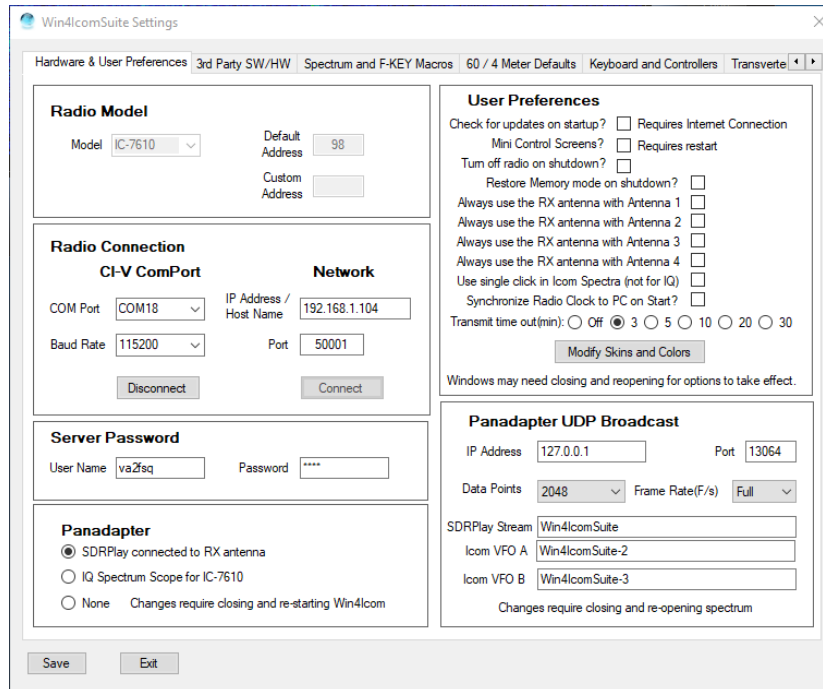 Win4IcomSuite Settings
Hardware & User Preferences 3rd Party SW/HW Spectrum and F-KEY Macros 60 / 4 Meter Defaults Keyboard and Controllers Transverte
Radio Model
Model IC-7610 Default Address 98
Custom Address
Radio Connection
CI-V ComPort Network
COM Port COM18 IP Address / Host Name 192.168.1.104
Baud Rate 115200 Port 50001
Disconnect Connect
Server Password
User Name va2fsq Password ****
Panadapter
SDRPlay connected to RX antenna
IQ Spectrum Scope for IC-7610
None Changes require closing and re-starting Win4Icom
User Preferences
Check for updates on startup? Requires Internet Connection
Mini Control Screens? Requires restart
Turn off radio on shutdown?
Restore Memory mode on shutdown?
Always use the RX antenna with Antenna 1
Always use the RX antenna with Antenna 2
Always use the RX antenna with Antenna 3
Always use the RX antenna with Antenna 4
Use single click in Icom Spectra (not for IQ)
Synchronize Radio Clock to PC on Start?
Transmit time out(min): Off 3 5 10 20 30
Modify Skins and Colors
Windows may need closing and reopening for options to take effect.
Panadapter UDP Broadcast
IP Address 127.0.0.1 Port 13064
Data Points 2048 Frame Rate(F/s) Full
SDRPlay Stream Win4IcomSuite
Icom VFO A Win4IcomSuite-2
Icom VFO B Win4IcomSuite-3
Changes require closing and re-opening spectrum
Save Exit